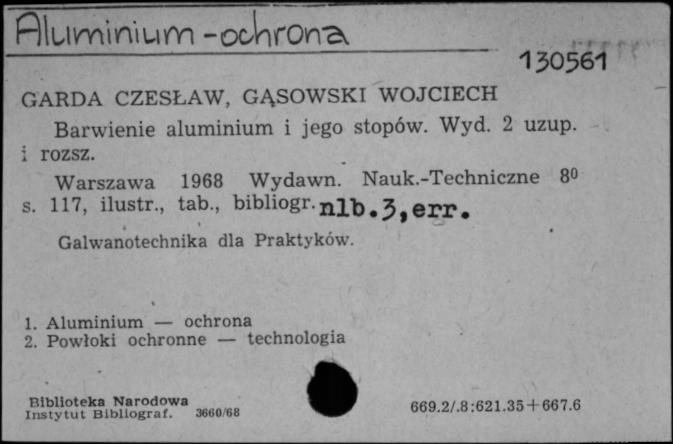 Aluminium - ochrona
130561
GARDA CZESŁAW, GĄSOWSKI WOJCIECH
Barwienie aluminium i jego stopów. Wyd. 2 uzup.
i rozsz.
Warszawa 1968 Wydawn. Nauk.-Techniczne 8⁰
s. 117, ilustr., tab., bibliogr. nlb.3, err.
Galwanotechnika dla Praktyków.
1. Aluminium — ochrona
2. Powłoki ochronne — technologia
Biblioteka Narodowa
Instytut Bibliograf. 3660/68
669.2/.8:621.35+667.6